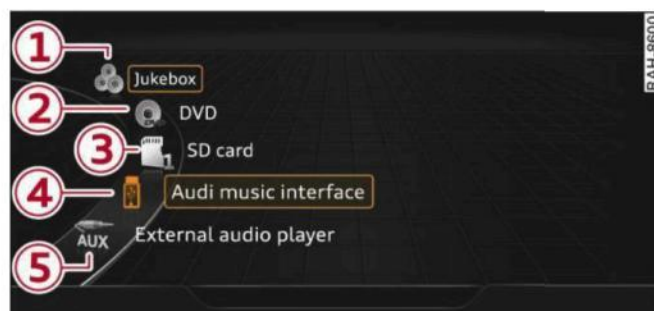 1
Jukebox
2
DVD
3
SD card
1
4
Audi music interface
AUX
External audio player
5
RAH-8600